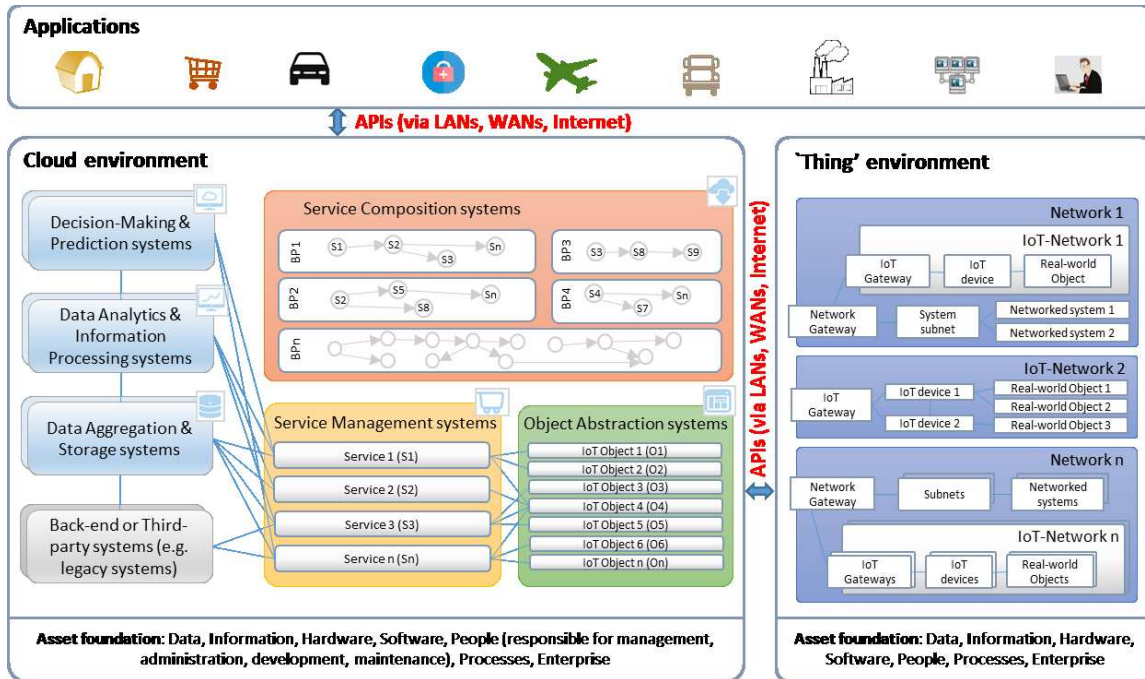 Applications
APIs (via LANs, WANs, Internet)
Cloud environment
Decision-Making &
Prediction systems
Data Analytics &
Information
Processing systems
Data Aggregation &
Storage systems
Back-end or Third-
party systems (e.g.
legacy systems)
Service Composition systems
BP1
S1
S2
S3
Sn
BP3
S3
S8
S9
BP2
S2
S5
S8
Sn
BP4
S4
S7
Sn
BPn
Service Management systems
Service 1 (S1)
Service 2 (S2)
Service 3 (S3)
Service n (Sn)
Object Abstraction systems
IoT Object 1 (O1)
IoT Object 2 (O2)
IoT Object 3 (O3)
IoT Object 4 (O4)
IoT Object 5 (O5)
IoT Object 6 (O6)
IoT Object n (On)
Asset foundation: Data, Information, Hardware, Software, People (responsible for management,
administration, development, maintenance), Processes, Enterprise
APIs (via LANs, WANs, Internet)
`Thing' environment
Network 1
IoT-Network 1
IoT
Gateway
IoT
device
Real-world
Object
Network
Gateway
System
subnet
Networked system 1
Networked system 2
IoT-Network 2
IoT
Gateway
IoT device 1
IoT device 2
Real-world Object 1
Real-world Object 2
Real-world Object 3
Network n
Network
Gateway
Subnets
Networked
systems
IoT-Network n
IoT
Gateways
IoT
devices
Real-world
Objects
Asset foundation: Data, Information, Hardware,
Software, People, Processes, Enterprise